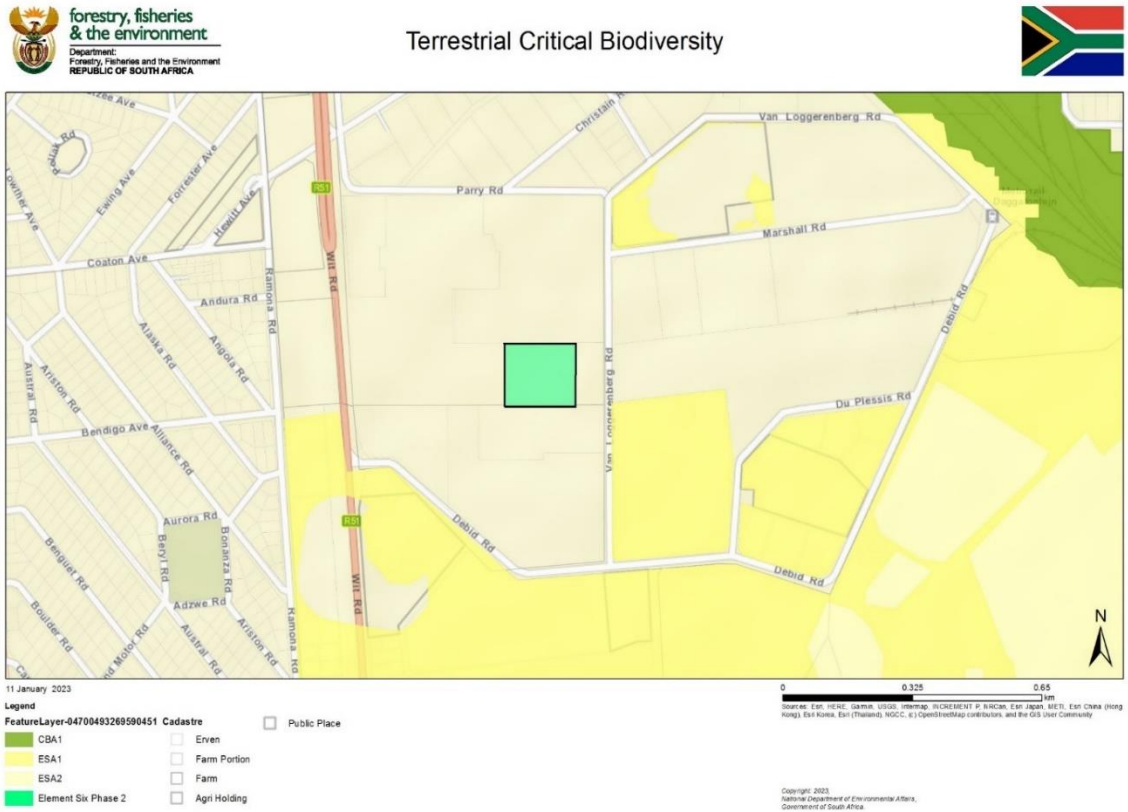 forestry, fisheries
& the environment
Department:
Forestry, Fisheries and the Environment
REPUBLIC OF SOUTH AFRICA
Terrestrial Critical Biodiversity
Van Loggerenberg Rd
Christain R
Pollak Rd
Lowther Ave
Ewing Ave
Forrester Ave
Hewitt Ave
R51
Parry Rd
Marshall Rd
Coaton Ave
Ramona Rd
Wit Rd
Andura Rd
Alaska Rd
Angola Rd
Debid Rd
Austral Rd
Ariston Rd
Alliance Rd
Bendigo Ave
Van Loggerenberg Rd
Du Plessis Rd
R51
Aurora Rd
Beryl Rd
Bonanza Rd
Debid Rd
Benguet Rd
Adzwe Rd
Wit Rd
Debid Rd
Boulder Rd
nd Motor Rd
Austral Rd
Ariston Rd
Ramona Rd
N
11 January 2023
0 0.325 0.65
km
Legend
FeatureLayer-04700493269590451 Cadastre
Public Place
CBA1
Erven
ESA1
Farm Portion
ESA2
Farm
Element Six Phase 2
Agri Holding
Sources: Esri, HERE, Garmin, USGS, Intermap, INCREMENT P, NRCan, Esri Japan, METI, Esri China (Hong
Kong), Esri Korea, Esri (Thailand), NGCC, (c) OpenStreetMap contributors, and the GIS User Community
Copyright: 2023,
National Department of Environmental Affairs,
Government of South Africa.